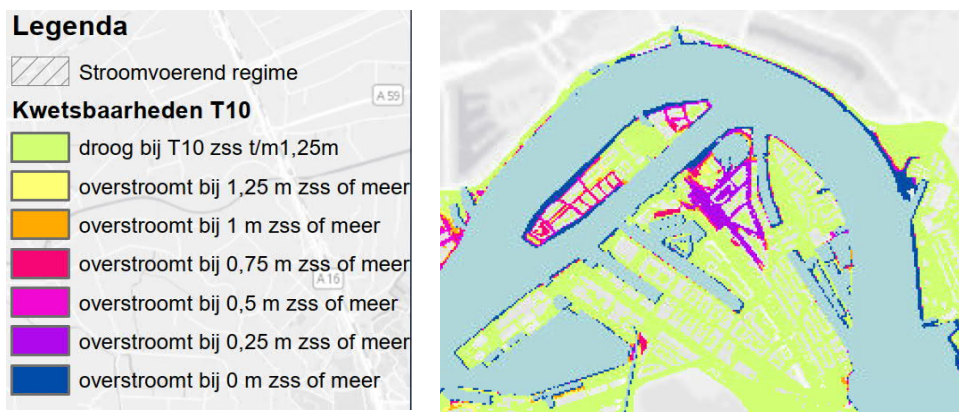 Legenda
Stroomvoerend regime
A 59
Kwetsbaarheden T10
droog bij T10 zss t/m1,25m
overstroomt bij 1,25 m zss of meer
overstroomt bij 1 m zss of meer
overstroomt bij 0,75 m zss of meer
A16
overstroomt bij 0,5 m zss of meer
overstroomt bij 0,25 m zss of meer
overstroomt bij 0 m zss of meer